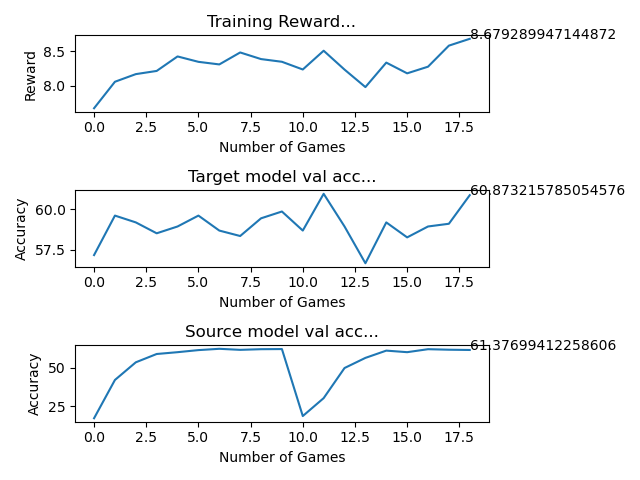 Training Reward...
8.679289947144872
8.5
8.0
Reward
0.0 2.5 5.0 7.5 10.0 12.5 15.0 17.5
Number of Games
Target model val acc...
60.873215785054576
60.0
57.5
Accuracy
0.0 2.5 5.0 7.5 10.0 12.5 15.0 17.5
Number of Games
Source model val acc...
61.37699412258606
50
25
Accuracy
0.0 2.5 5.0 7.5 10.0 12.5 15.0 17.5
Number of Games